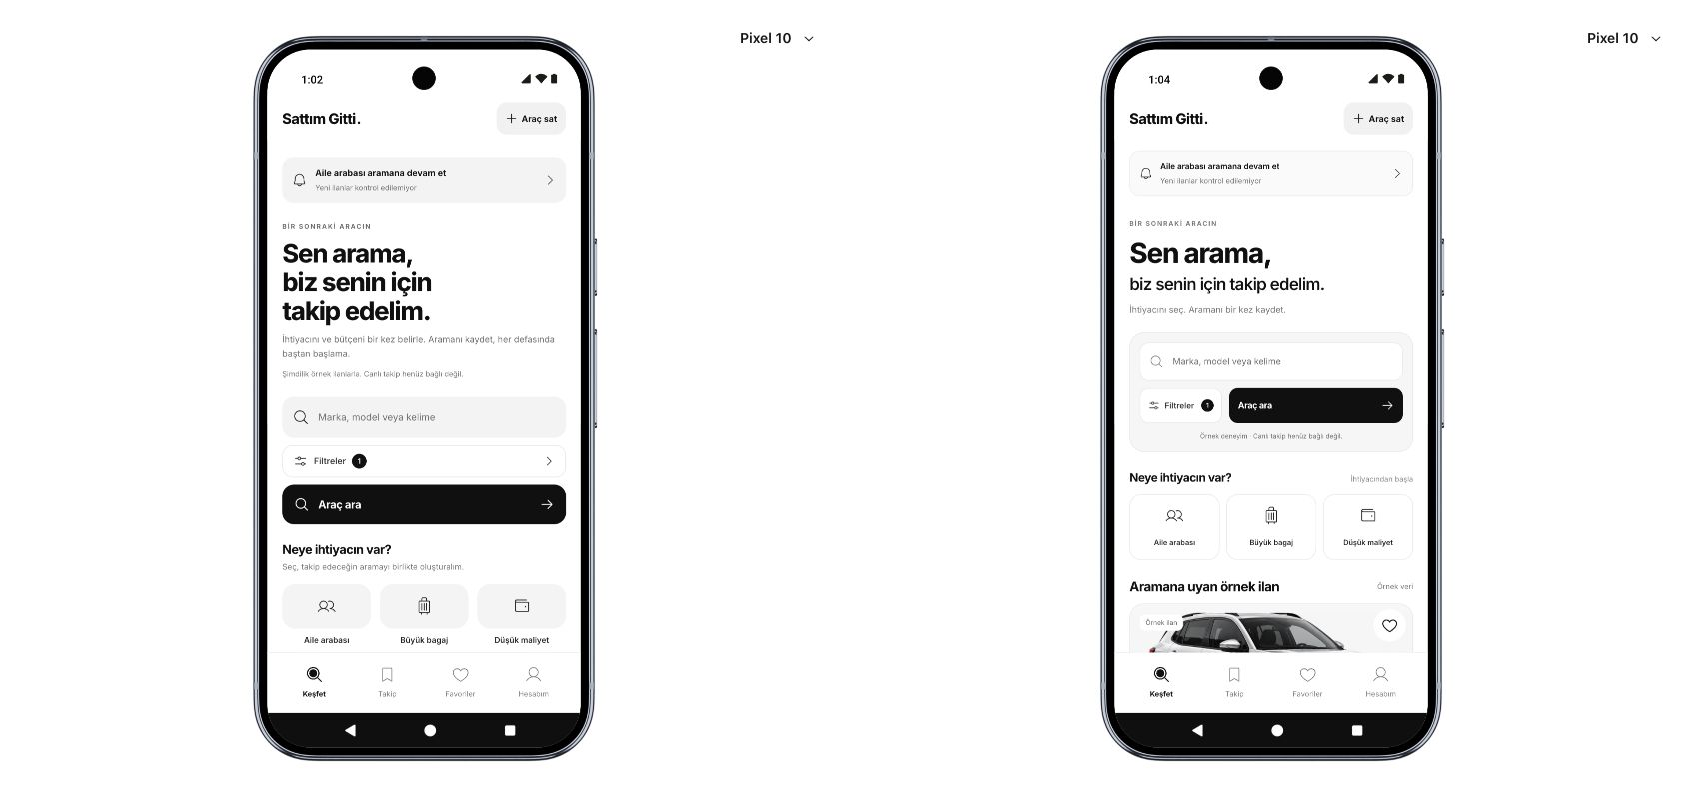 Pixel 10
1:02
Sattım Gitti.
Araç sat
Aile arabası aramana devam et
Yeni ilanlar kontrol edilemiyor
BİR SONRAKİ ARACIN
Sen arama,
biz senin için
takip edelim.
İhtiyacını ve bütçeni bir kez belirle. Aramanı kaydet, her defasında
baştan başlama.
Şimdilik örnek ilanlarla. Canlı takip henüz bağlı değil.
Marka, model veya kelime
Filtreler 1
Araç ara
Neye ihtiyacın var?
Seç, takip edeceğin aramayı birlikte oluşturalım.
Aile arabası Büyük bagaj Düşük maliyet
Keşfet Takip Favoriler Hesabım
Pixel 10
1:04
Sattım Gitti.
Araç sat
Aile arabası aramana devam et
Yeni ilanlar kontrol edilemiyor
BİR SONRAKİ ARACIN
Sen arama,
biz senin için takip edelim.
İhtiyacını seç. Aramanı bir kez kaydet.
Marka, model veya kelime
Filtreler 1 Araç ara
Örnek deneyim · Canlı takip henüz bağlı değil.
Neye ihtiyacın var? İhtiyacından başla
Aile arabası Büyük bagaj Düşük maliyet
Aramana uyan örnek ilan Örnek veri
Örnek ilan
Keşfet Takip Favoriler Hesabım